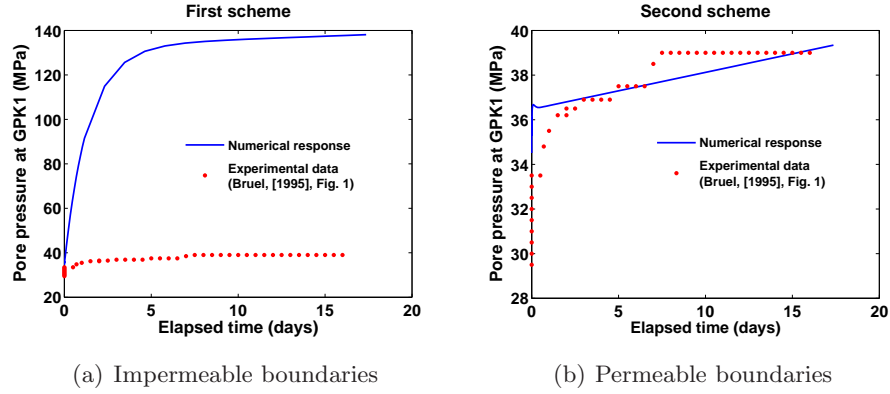 First scheme
140
120
100
80
60
40
20
0
5
10
15
20
Pore pressure at GPK1 (MPa)
Elapsed time (days)
Numerical response
Experimental data
(Bruel, [1995], Fig. 1)
(a) Impermeable boundaries
Second scheme
40
38
36
34
32
30
28
0
5
10
15
20
Pore pressure at GPK1 (MPa)
Elapsed time (days)
Numerical response
Experimental data
(Bruel, [1995], Fig. 1)
(b) Permeable boundaries